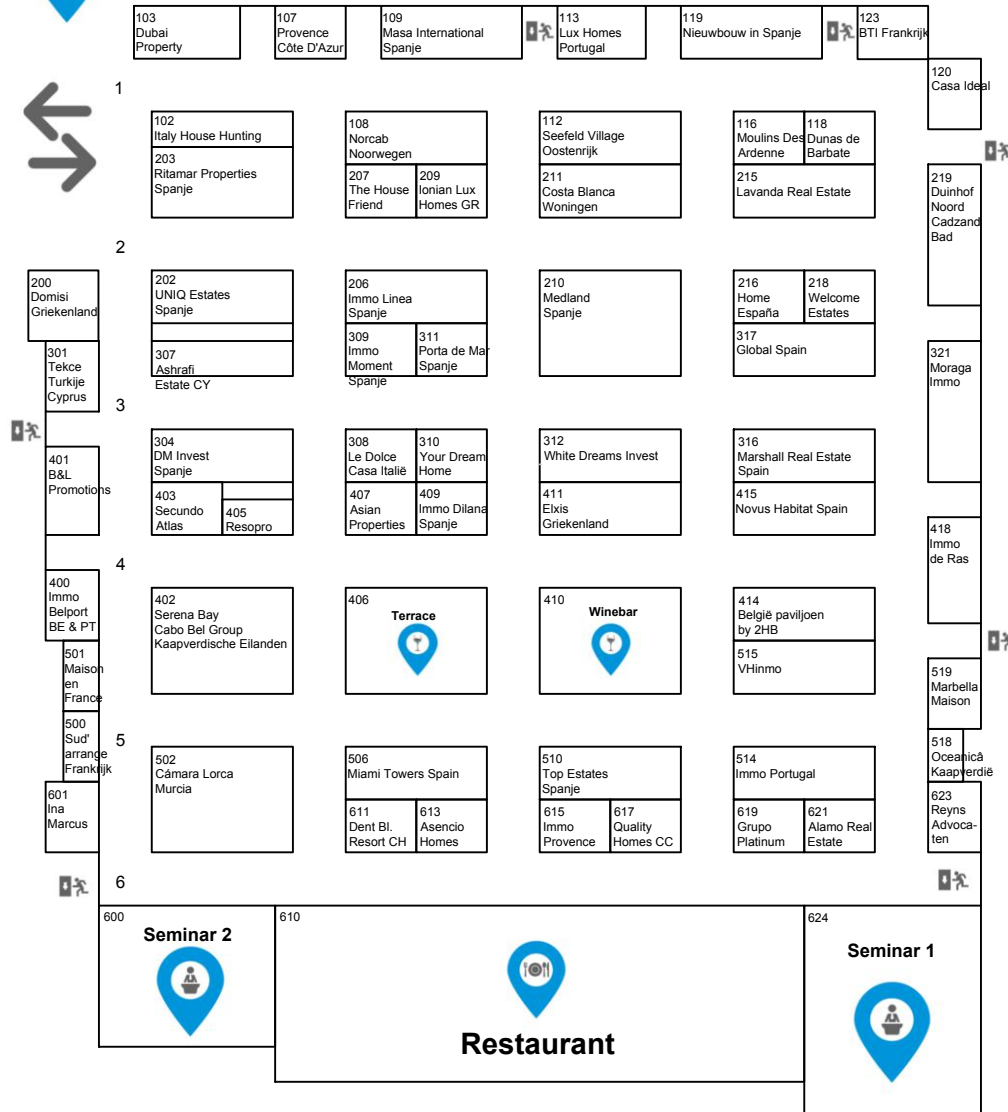 103
Dubai
Property
107
Provence
Côte D'Azur
109
Masa International
Spanje
113
Lux Homes
Portugal
119
Nieuwbouw in Spanje
123
BTI Frankrijk
120
Casa Ideal
1
102
Italy House Hunting
203
Ritamar Properties
Spanje
108
Norcab
Noorwegen
207
The House
Friend
209
Ionian Lux
Homes GR
112
Seefeld Village
Oostenrijk
211
Costa Blanca
Woningen
116
Moulins Des
Ardenne
118
Dunas de
Barbate
215
Lavanda Real Estate
219
Duinhof
Noord
Cadzand
Bad
2
200
Domisi
Griekenland
301
Tekce
Turkije
Cyprus
202
UNIQ Estates
Spanje
307
Ashrafi
Estate CY
206
Immo Linea
Spanje
309
Immo
Moment
Spanje
311
Porta de Mar
Spanje
210
Medland
Spanje
216
Home
España
218
Welcome
Estates
317
Global Spain
321
Moraga
Immo
3
401
B&L
Promotions
304
DM Invest
Spanje
403
Secundo
Atlas
405
Resopro
308
Le Dolce
Casa Italië
310
Your Dream
Home
407
Asian
Properties
409
Immo Dilana
Spanje
312
White Dreams Invest
411
Elxis
Griekenland
316
Marshall Real Estate
Spain
415
Novus Habitat Spain
418
Immo
de Ras
4
400
Immo
Belport
BE & PT
501
Maison
en
France
500
Sud'
arrange
Frankrijk
402
Serena Bay
Cabo Bel Group
Kaapverdische Eilanden
406
Terrace
410
Winebar
414
België paviljoen
by 2HB
515
VHinmo
519
Marbella
Maison
518
Oceanicâ
Kaapverdië
5
601
Ina
Marcus
502
Cámara Lorca
Murcia
506
Miami Towers Spain
611
Dent Bl.
Resort CH
613
Asencio
Homes
510
Top Estates
Spanje
615
Immo
Provence
617
Quality
Homes CC
514
Immo Portugal
619
Grupo
Platinum
621
Alamo Real
Estate
623
Reyns
Advoca-
ten
6
600
Seminar 2
610
Restaurant
624
Seminar 1